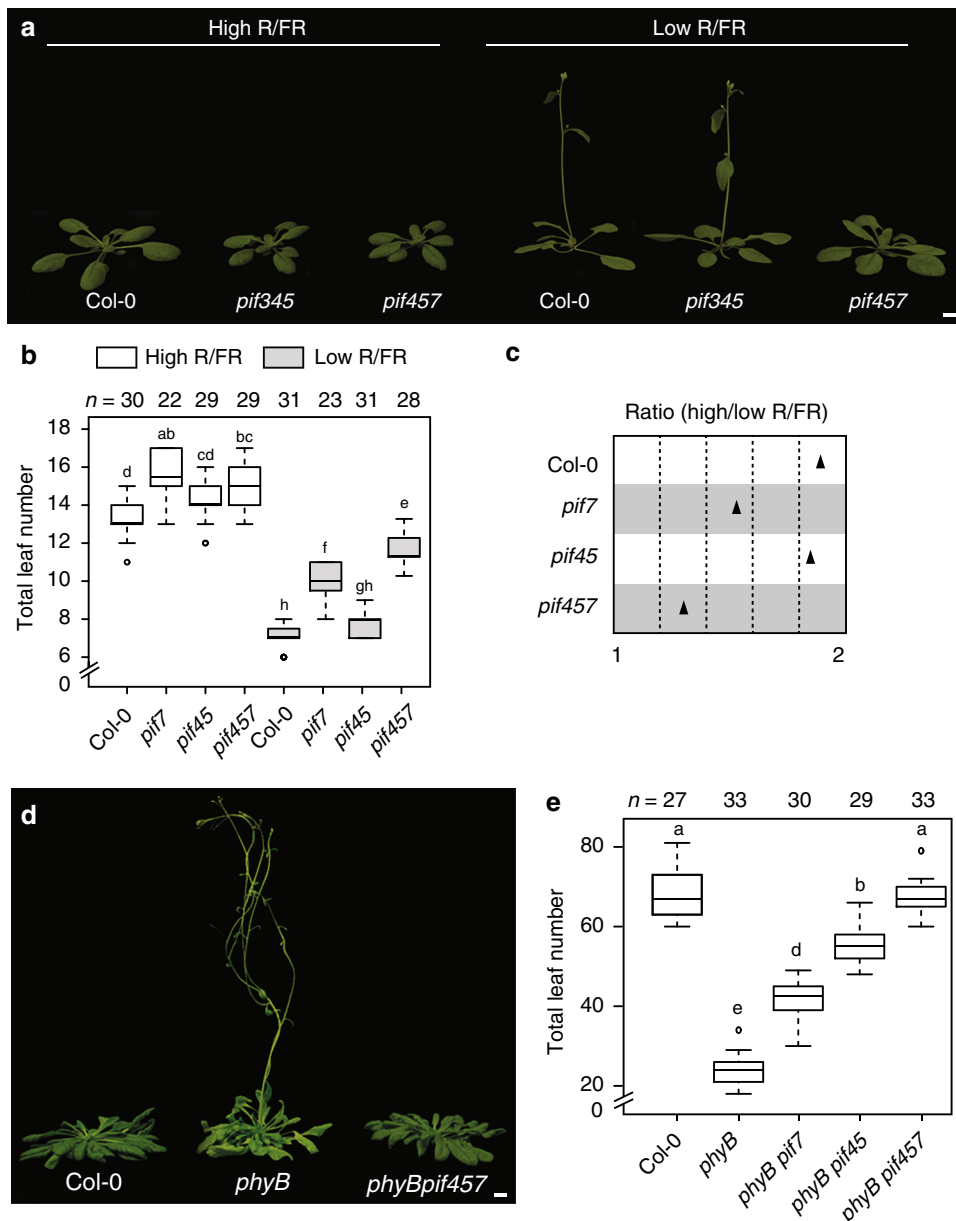 a
High R/FR
Low R/FR
Col-0
pif345
pif457
Col-0
pif345
pif457
b
High R/FR
Low R/FR
n = 30 22 29 29 31 23 31 28
Total leaf number
18
16
14
12
10
8
6
0
d
ab
cd
bc
h
f
gh
e
Col-0
pif7
pif45
pif457
Col-0
pif7
pif45
pif457
c
Ratio (high/low R/FR)
Col-0
pif7
pif45
pif457
1
2
d
Col-0
phyB
phyBpif457
e
n = 27 33 30 29 33
Total leaf number
80
60
40
20
0
a
e
d
b
a
Col-0
phyB
phyB pif7
phyB pif45
phyB pif457